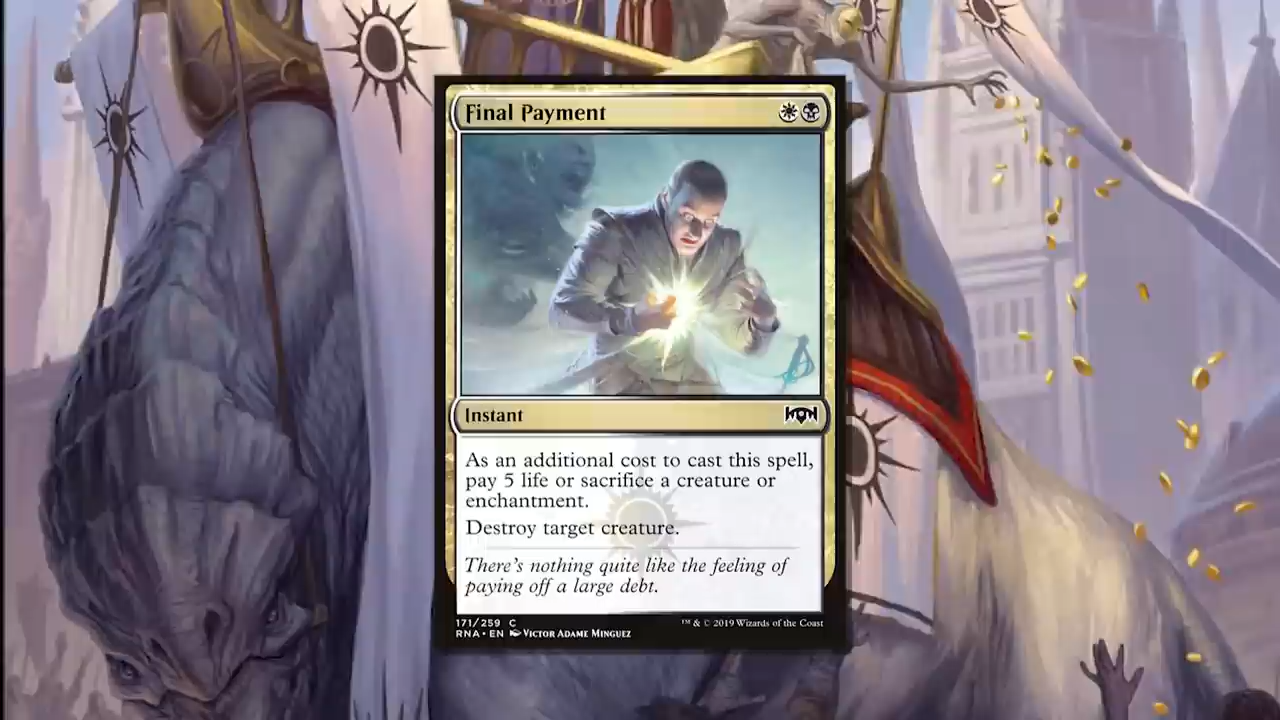 Final Payment
Instant
As an additional cost to cast this spell,
pay 5 life or sacrifice a creature or
enchantment.
Destroy target creature.
There's nothing quite like the feeling of
paying off a large debt.
171/259 C
RNA • EN Victor Adame Minguez
™ & © 2019 Wizards of the Coast